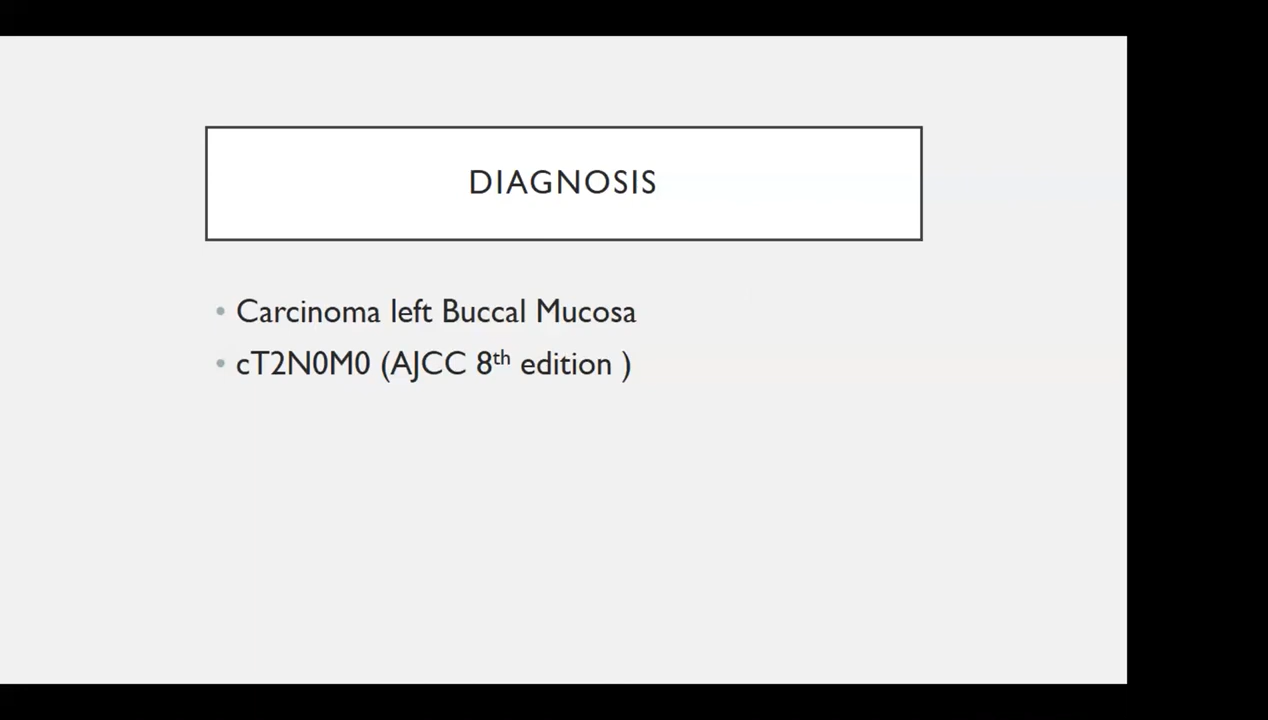 DIAGNOSIS
• Carcinoma left Buccal Mucosa
• cT2N0M0 (AJCC 8th edition )